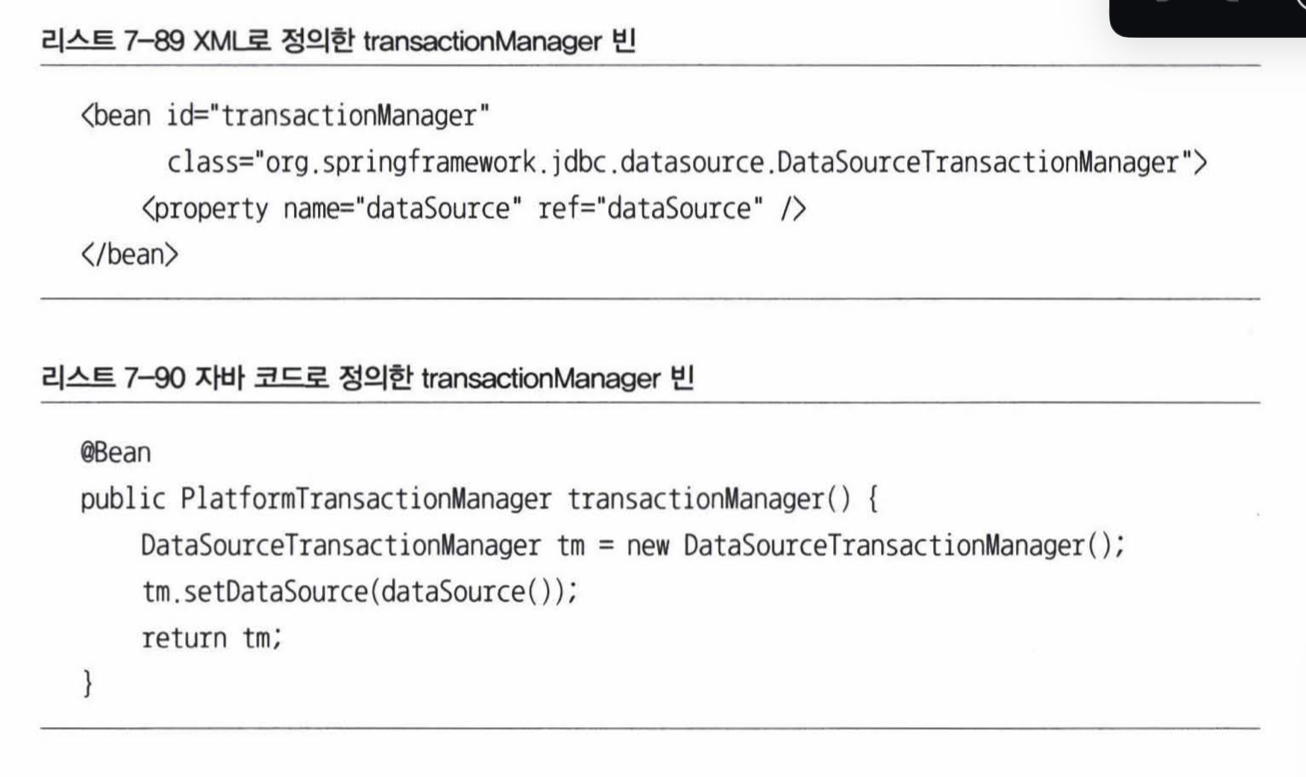 리스트 7–89 XML로 정의한 transactionManager 빈
<bean id="transactionManager"
class="org.springframework.jdbc.datasource.DataSourceTransactionManager">
<property name="dataSource" ref="dataSource" />
</bean>
리스트 7–90 자바 코드로 정의한 transactionManager 빈
@Bean
public PlatformTransactionManager transactionManager() {
DataSourceTransactionManager tm = new DataSourceTransactionManager();
tm.setDataSource(dataSource());
return tm;
}